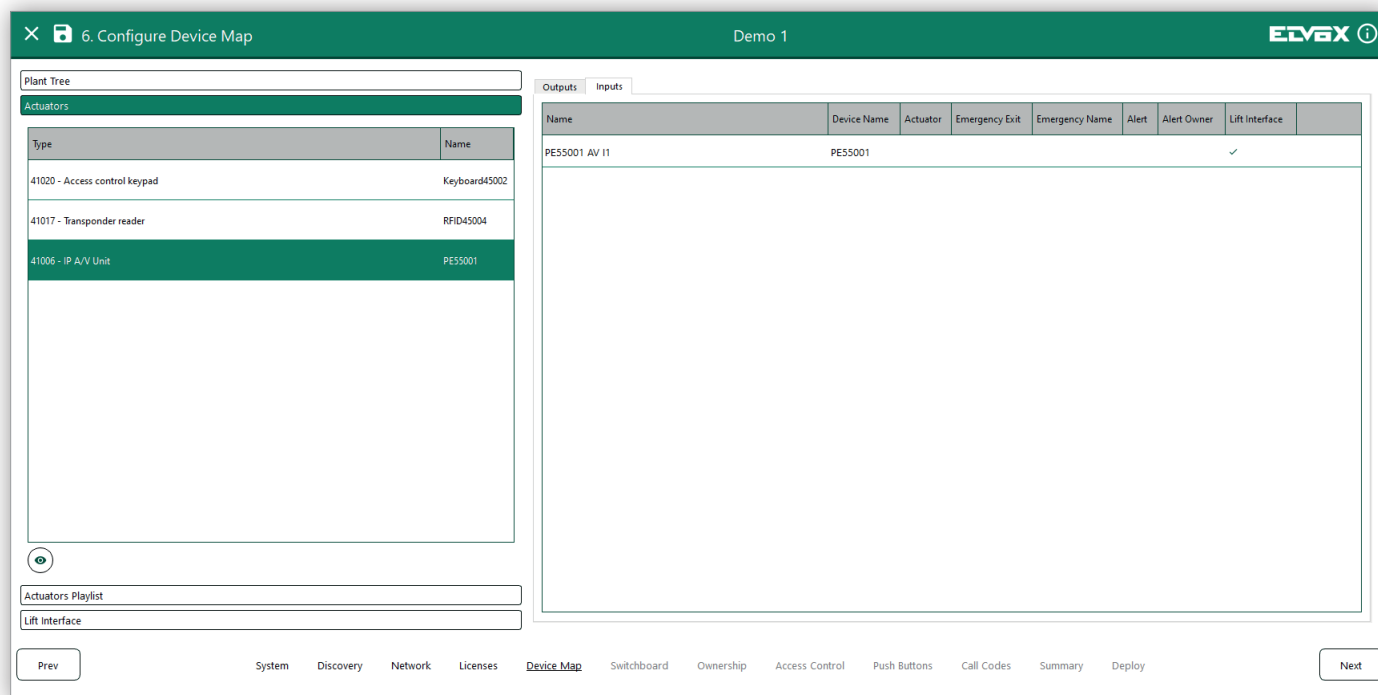 6. Configure Device Map
Demo 1
ELVOX
Plant Tree
Actuators
Type Name
41020 - Access control keypad Keyboard45002
41017 - Transponder reader RFID45004
41006 - IP A/V Unit PE55001
Actuators Playlist
Lift Interface
Outputs Inputs
Name Device Name Actuator Emergency Exit Emergency Name Alert Alert Owner Lift Interface
PE55001 AV I1 PE55001 ✓
Prev System Discovery Network Licenses Device Map Switchboard Ownership Access Control Push Buttons Call Codes Summary Deploy Next